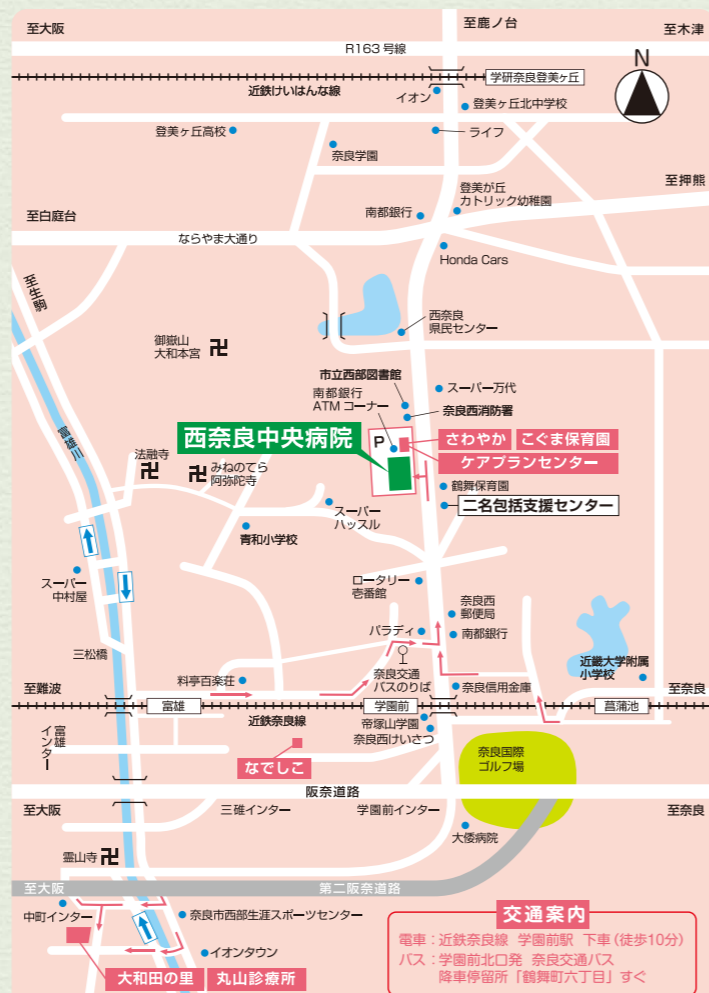 至大阪
至鹿ノ台
至木津
R163号線
N
学研奈良登美ヶ丘
近鉄けいはんな線
イオン
登美ヶ丘北中学校
登美ヶ丘高校
ライフ
奈良学園
至押熊
登美が丘
カトリック幼稚園
南都銀行
至白庭台
ならやま大通り
Honda Cars
至生駒
西奈良
県民センター
御嶽山
大和本宮
市立西部図書館
南都銀行
ATMコーナー
スーパー万代
奈良西消防署
西奈良中央病院
P
さわやか
こぐま保育園
ケアプランセンター
富雄川
法融寺
みねのてら
阿弥陀寺
鶴舞保育園
二名包括支援センター
スーパー
ハッスル
青和小学校
スーパー
中村屋
ロータリー
壱番館
奈良西
郵便局
パラディ
南都銀行
三松橋
近畿大学附属
小学校
料亭百楽荘
奈良交通
バスのりば
奈良信用金庫
至難波
至奈良
富雄
近鉄奈良線
学園前
菖蒲池
帝塚山学園
奈良西けいさつ
富雄
インター
なでしこ
奈良国際
ゴルフ場
阪奈道路
至大阪
三碓インター
学園前インター
至奈良
大倭病院
霊山寺
至大阪
第二阪奈道路
中町インター
奈良市西部生涯スポーツセンター
イオンタウン
大和田の里
丸山診療所
交通案内
電車：近鉄奈良線 学園前駅 下車(徒歩10分)
バス：学園前北口発 奈良交通バス
降車停留所「鶴舞町六丁目」すぐ